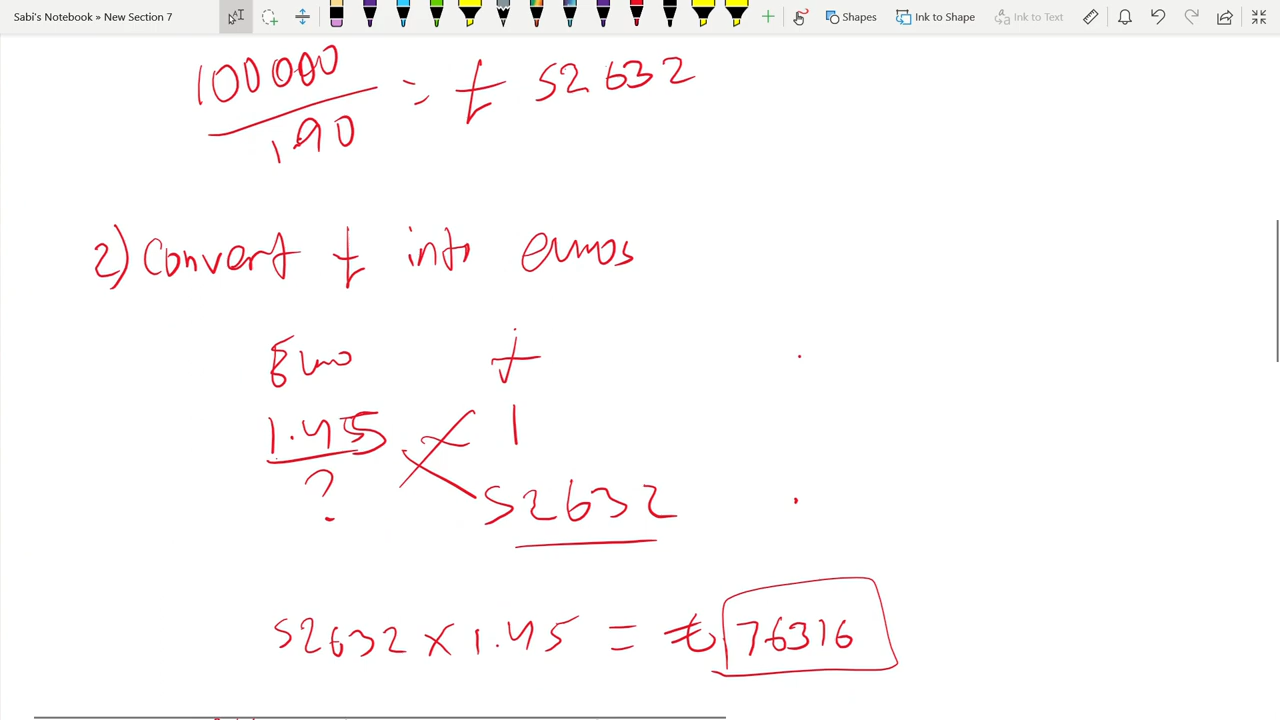 Sabi's Notebook » New Section 7 Shapes Ink to Shape Ink to Text
100000
190
= £ 52632
2) Convert £ into euros
Euro £
1.45 1
? 52632
52632 × 1.45 = € 76316